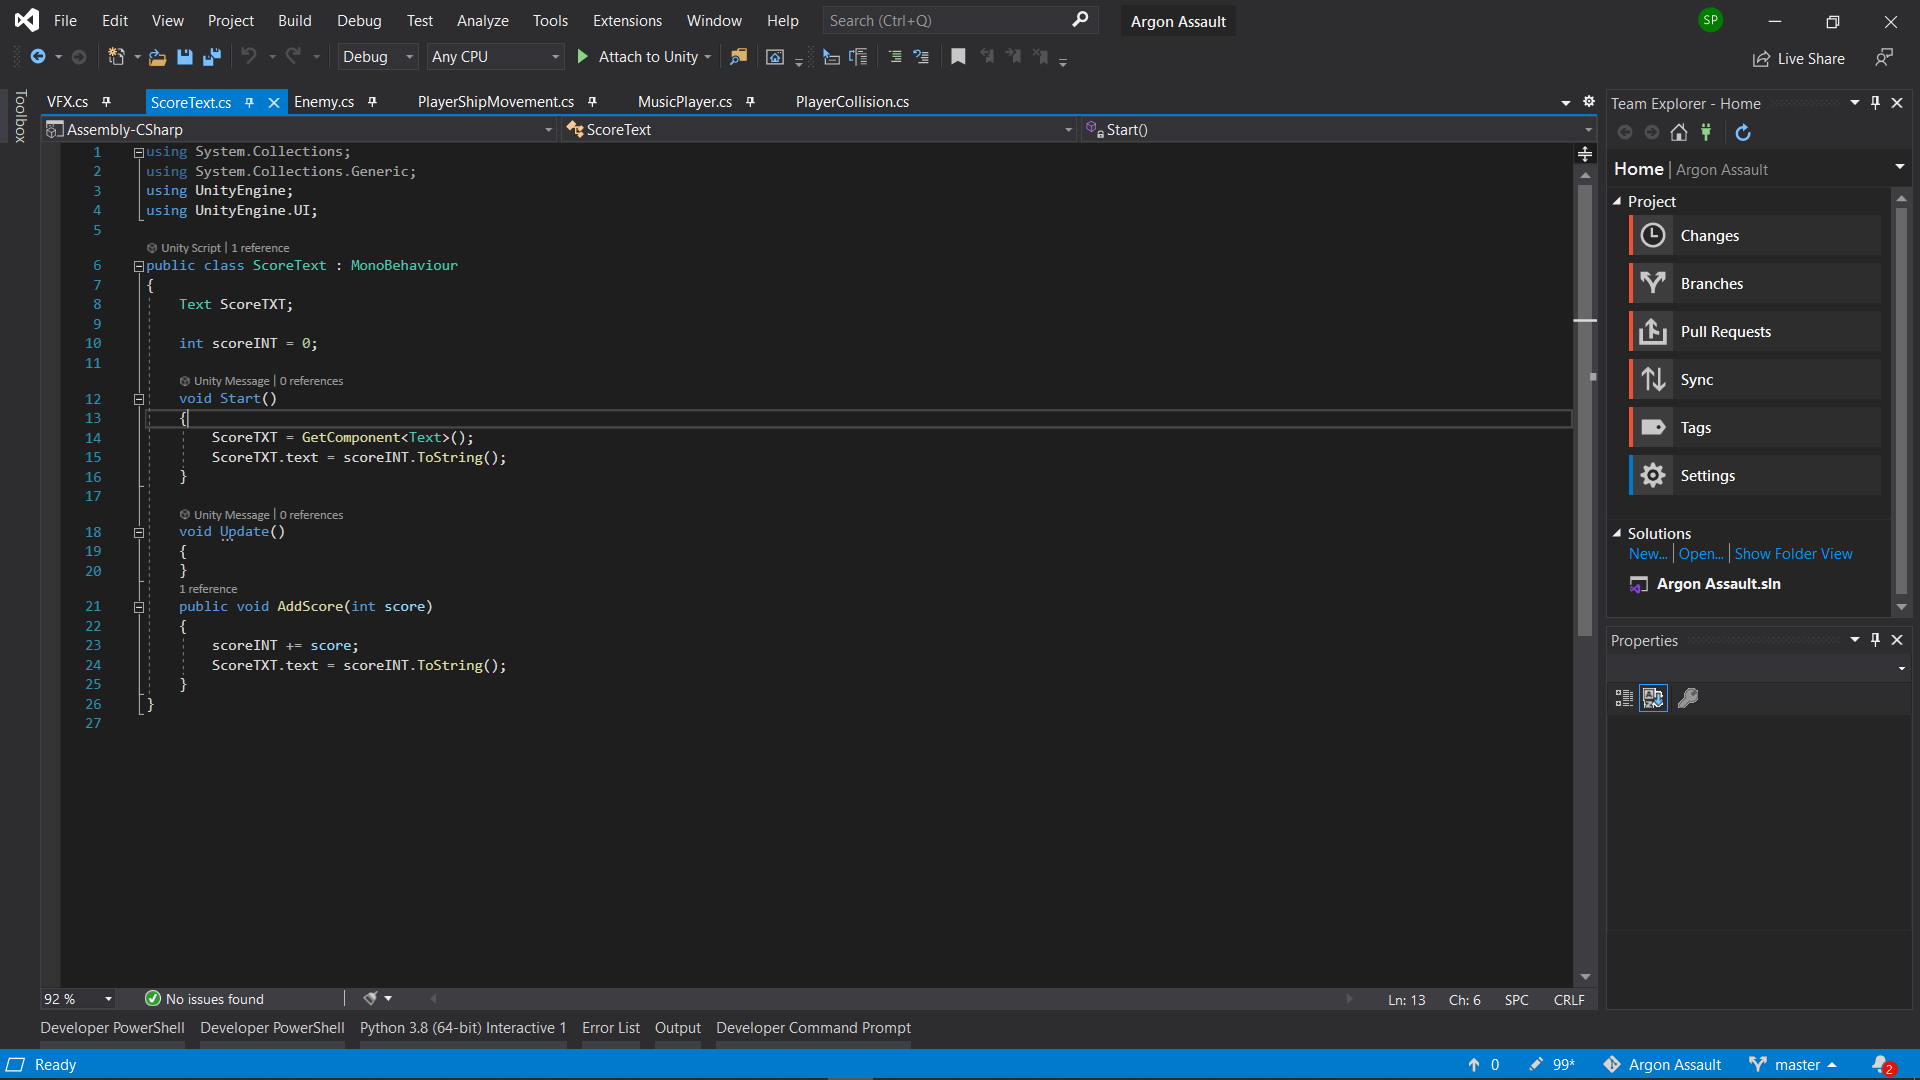 File Edit View Project Build Debug Test Analyze Tools Extensions Window Help Search (Ctrl+Q) Argon Assault SP
Debug Any CPU Attach to Unity Live Share
Toolbox
VFX.cs ScoreText.cs Enemy.cs PlayerShipMovement.cs MusicPlayer.cs PlayerCollision.cs
Assembly-CSharp ScoreText Start()
1 using System.Collections;
2 using System.Collections.Generic;
3 using UnityEngine;
4 using UnityEngine.UI;
5
Unity Script | 1 reference
6 public class ScoreText : MonoBehaviour
7 {
8 Text ScoreTXT;
9
10 int scoreINT = 0;
11
Unity Message | 0 references
12 void Start()
13 {
14 ScoreTXT = GetComponent<Text>();
15 ScoreTXT.text = scoreINT.ToString();
16 }
17
Unity Message | 0 references
18 void Update()
19 {
20 }
1 reference
21 public void AddScore(int score)
22 {
23 scoreINT += score;
24 ScoreTXT.text = scoreINT.ToString();
25 }
26 }
27
92 % No issues found Ln: 13 Ch: 6 SPC CRLF
Team Explorer - Home
Home | Argon Assault
Project
Changes
Branches
Pull Requests
Sync
Tags
Settings
Solutions
New... | Open... | Show Folder View
Argon Assault.sln
Properties
Developer PowerShell Developer PowerShell Python 3.8 (64-bit) Interactive 1 Error List Output Developer Command Prompt
Ready 0 99* Argon Assault master 2